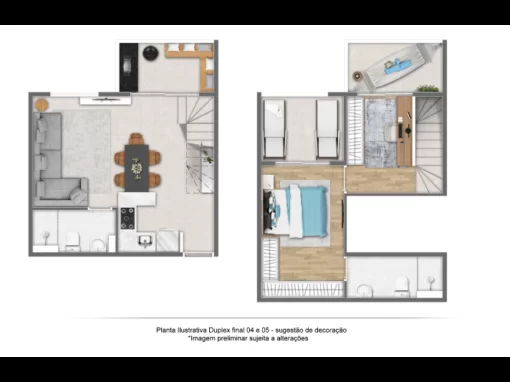 Planta Ilustrativa Duplex final 04 e 05 - sugestão de decoração
*Imagem preliminar sujeita a alterações